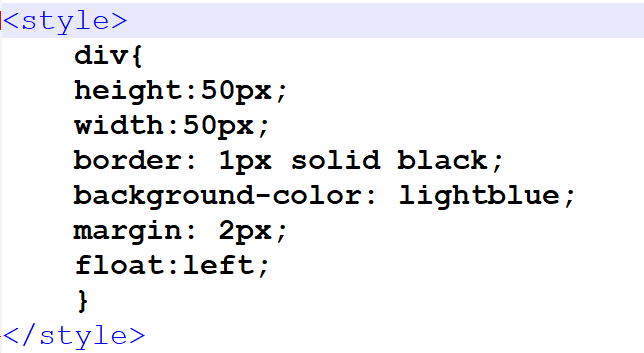 <style>
div{
height:50px;
width:50px;
border: 1px solid black;
background-color: lightblue;
margin: 2px;
float:left;
}
</style>